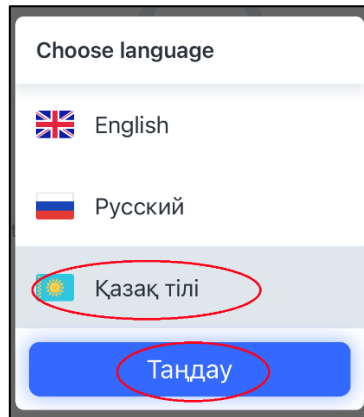 Choose language
English
Русский
Қазақ тілі
Таңдау